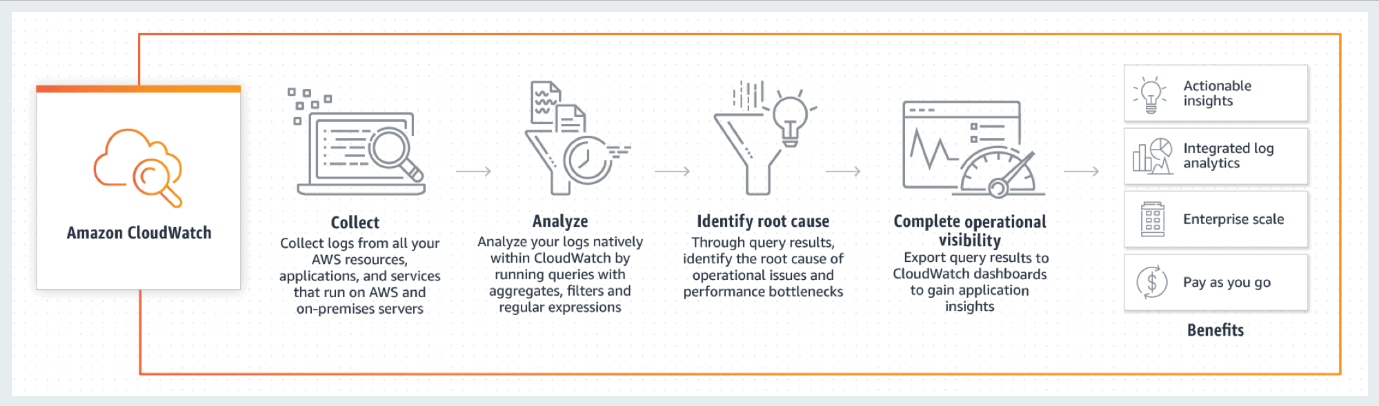 Amazon CloudWatch
Collect
Collect logs from all your
AWS resources,
applications, and services
that run on AWS and
on-premises servers
Analyze
Analyze your logs natively
within CloudWatch by
running queries with
aggregates, filters and
regular expressions
Identify root cause
Through query results,
identify the root cause of
operational issues and
performance bottlenecks
Complete operational
visibility
Export query results to
CloudWatch dashboards
to gain application
insights
Actionable
insights
Integrated log
analytics
Enterprise scale
$
Pay as you go
Benefits